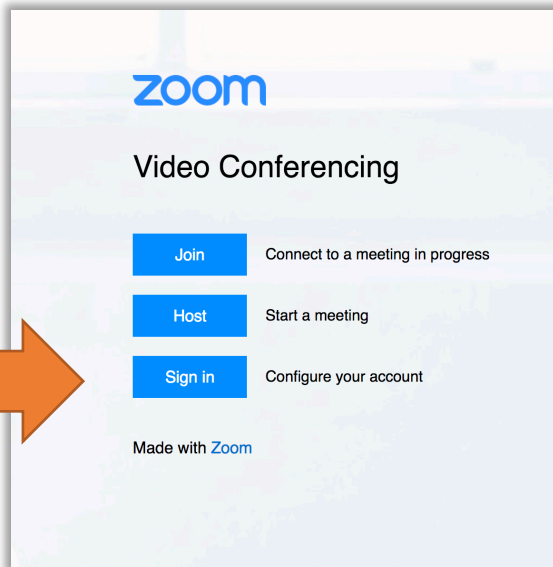 zoom
Video Conferencing
Join Connect to a meeting in progress
Host Start a meeting
Sign in Configure your account
Made with Zoom